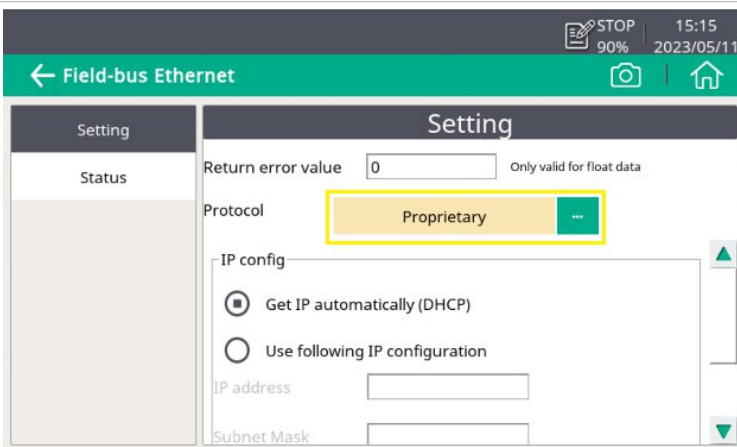 STOP 15:15
90% 2023/05/11
Field-bus Ethernet
Setting
Status
Setting
Return error value 0 Only valid for float data
Protocol Proprietary ...
IP config
Get IP automatically (DHCP)
Use following IP configuration
IP address
Subnet Mask